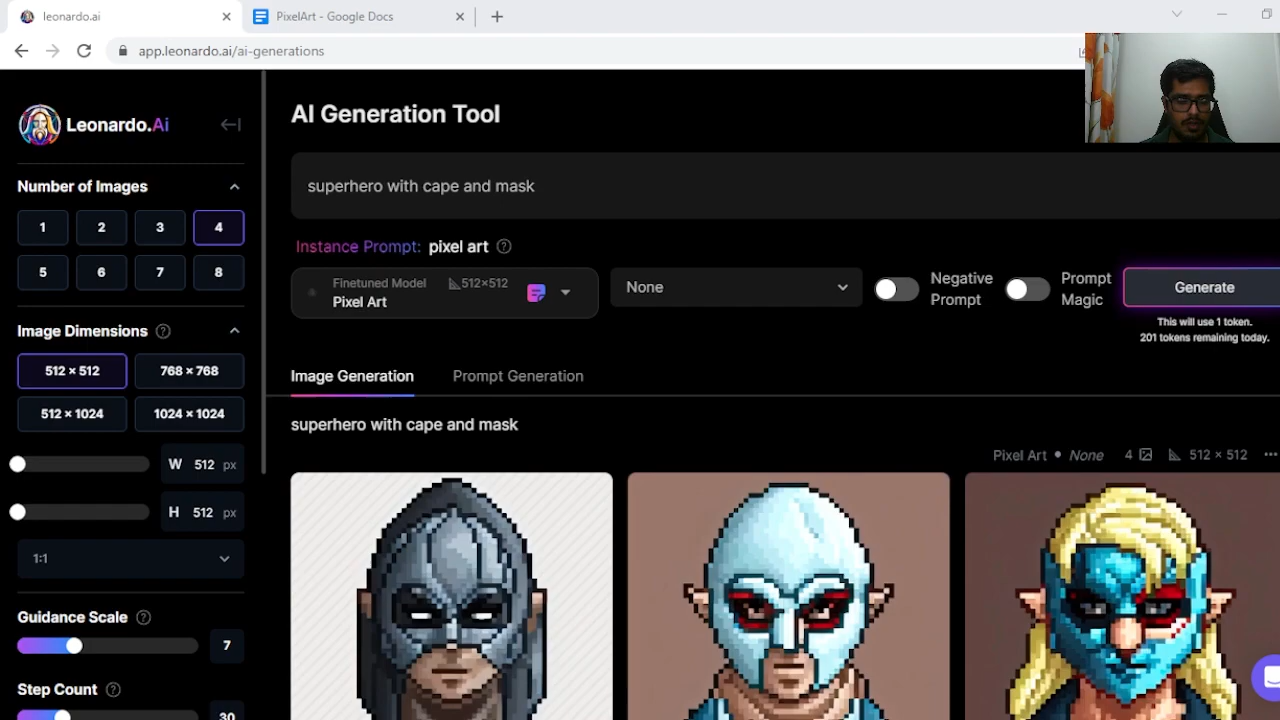 leonardo.ai
PixelArt - Google Docs
app.leonardo.ai/ai-generations
Leonardo.Ai
Number of Images
1 2 3 4
5 6 7 8
Image Dimensions
512 × 512 768 × 768
512 × 1024 1024 × 1024
W 512 px
H 512 px
1:1
Guidance Scale
7
Step Count
30
AI Generation Tool
superhero with cape and mask
Instance Prompt: pixel art
Finetuned Model 512×512
Pixel Art
None
Negative Prompt
Prompt Magic
Generate
This will use 1 token.
201 tokens remaining today.
Image Generation Prompt Generation
superhero with cape and mask
Pixel Art • None 4 512 × 512